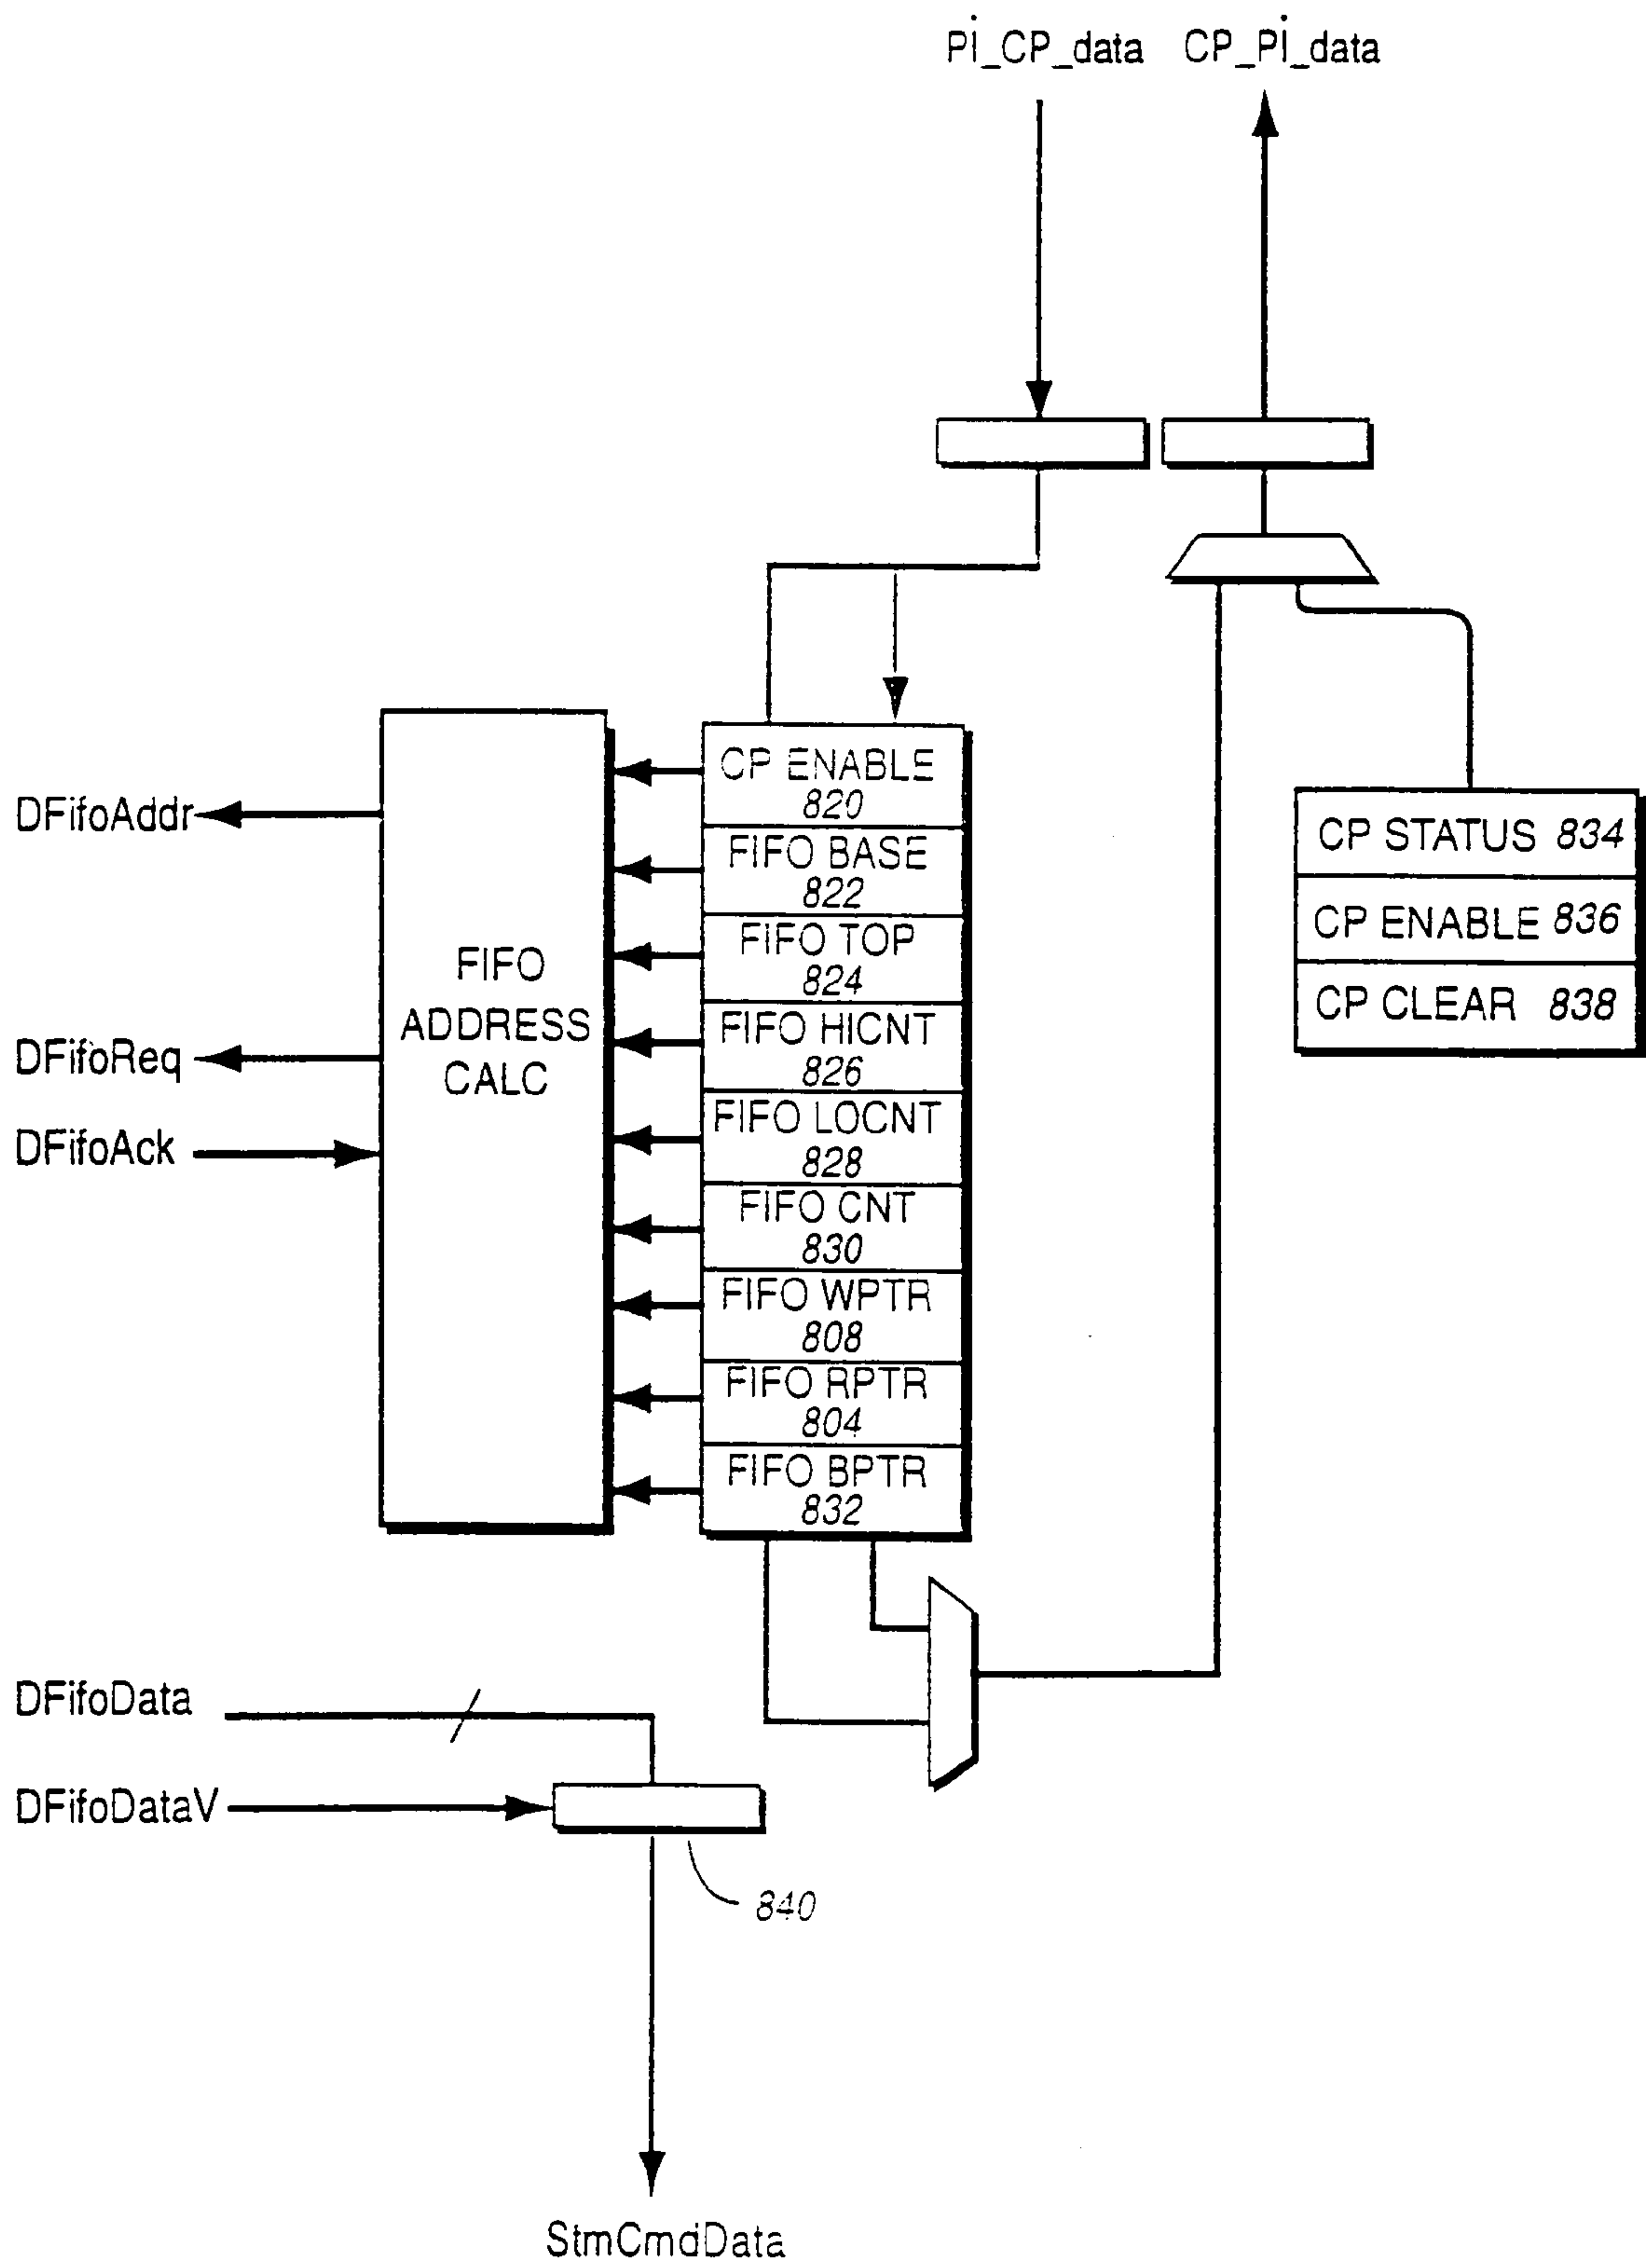 Pi_CP_data
CP_Pi_data
CP ENABLE
820
FIFO BASE
822
FIFO TOP
824
FIFO HICNT
826
FIFO LOCNT
828
FIFO CNT
830
FIFO WPTR
808
FIFO RPTR
804
FIFO BPTR
832
FIFO
ADDRESS
CALC
DFifoAddr
DFifoReq
DFifoAck
CP STATUS 834
CP ENABLE 836
CP CLEAR 838
DFifoData
DFifoDataV
840
StmCmdData